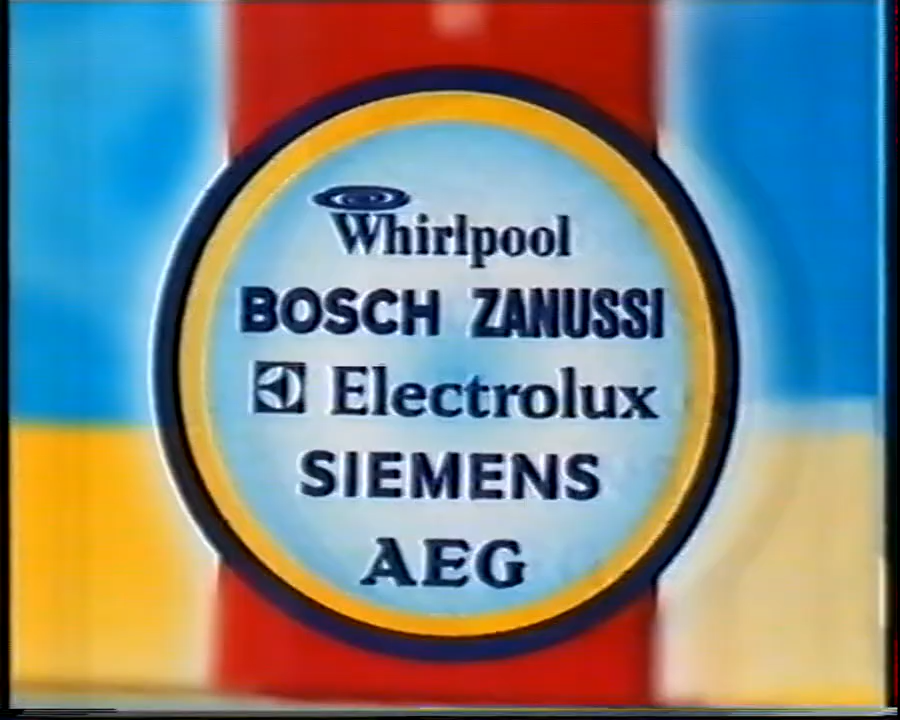 Whirlpool
BOSCH ZANUSSI
Electrolux
SIEMENS
AEG